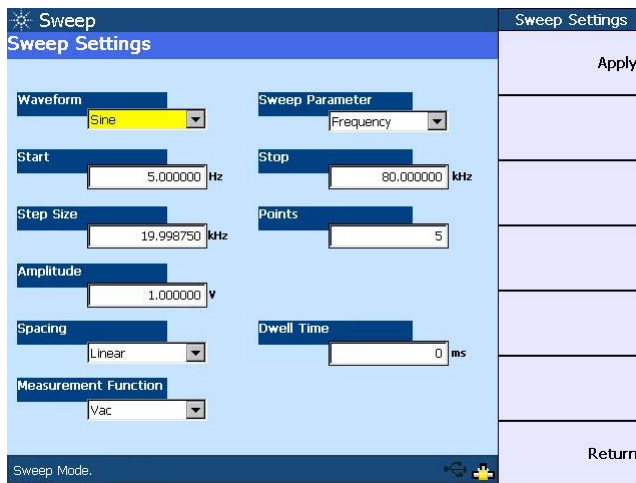 Sweep
Sweep Settings
Sweep Settings
Apply
Waveform
Sine
Sweep Parameter
Frequency
Start
5.000000 Hz
Stop
80.000000 kHz
Step Size
19.998750 kHz
Points
5
Amplitude
1.000000 V
Spacing
Linear
Dwell Time
0 ms
Measurement Function
Vac
Return
Sweep Mode.